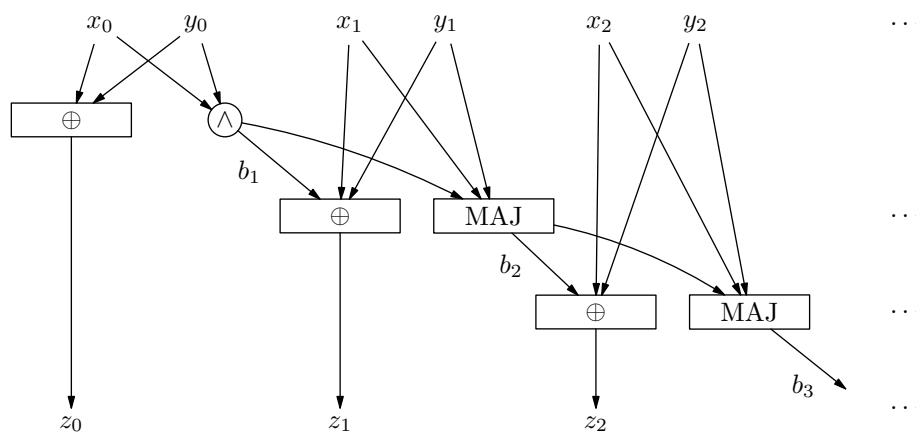 x₀ y₀ x₁ y₁ x₂ y₂ ...
⊕ ∧
b₁
⊕ MAJ ...
b₂
⊕ MAJ ...
b₃
z₀ z₁ z₂ ...